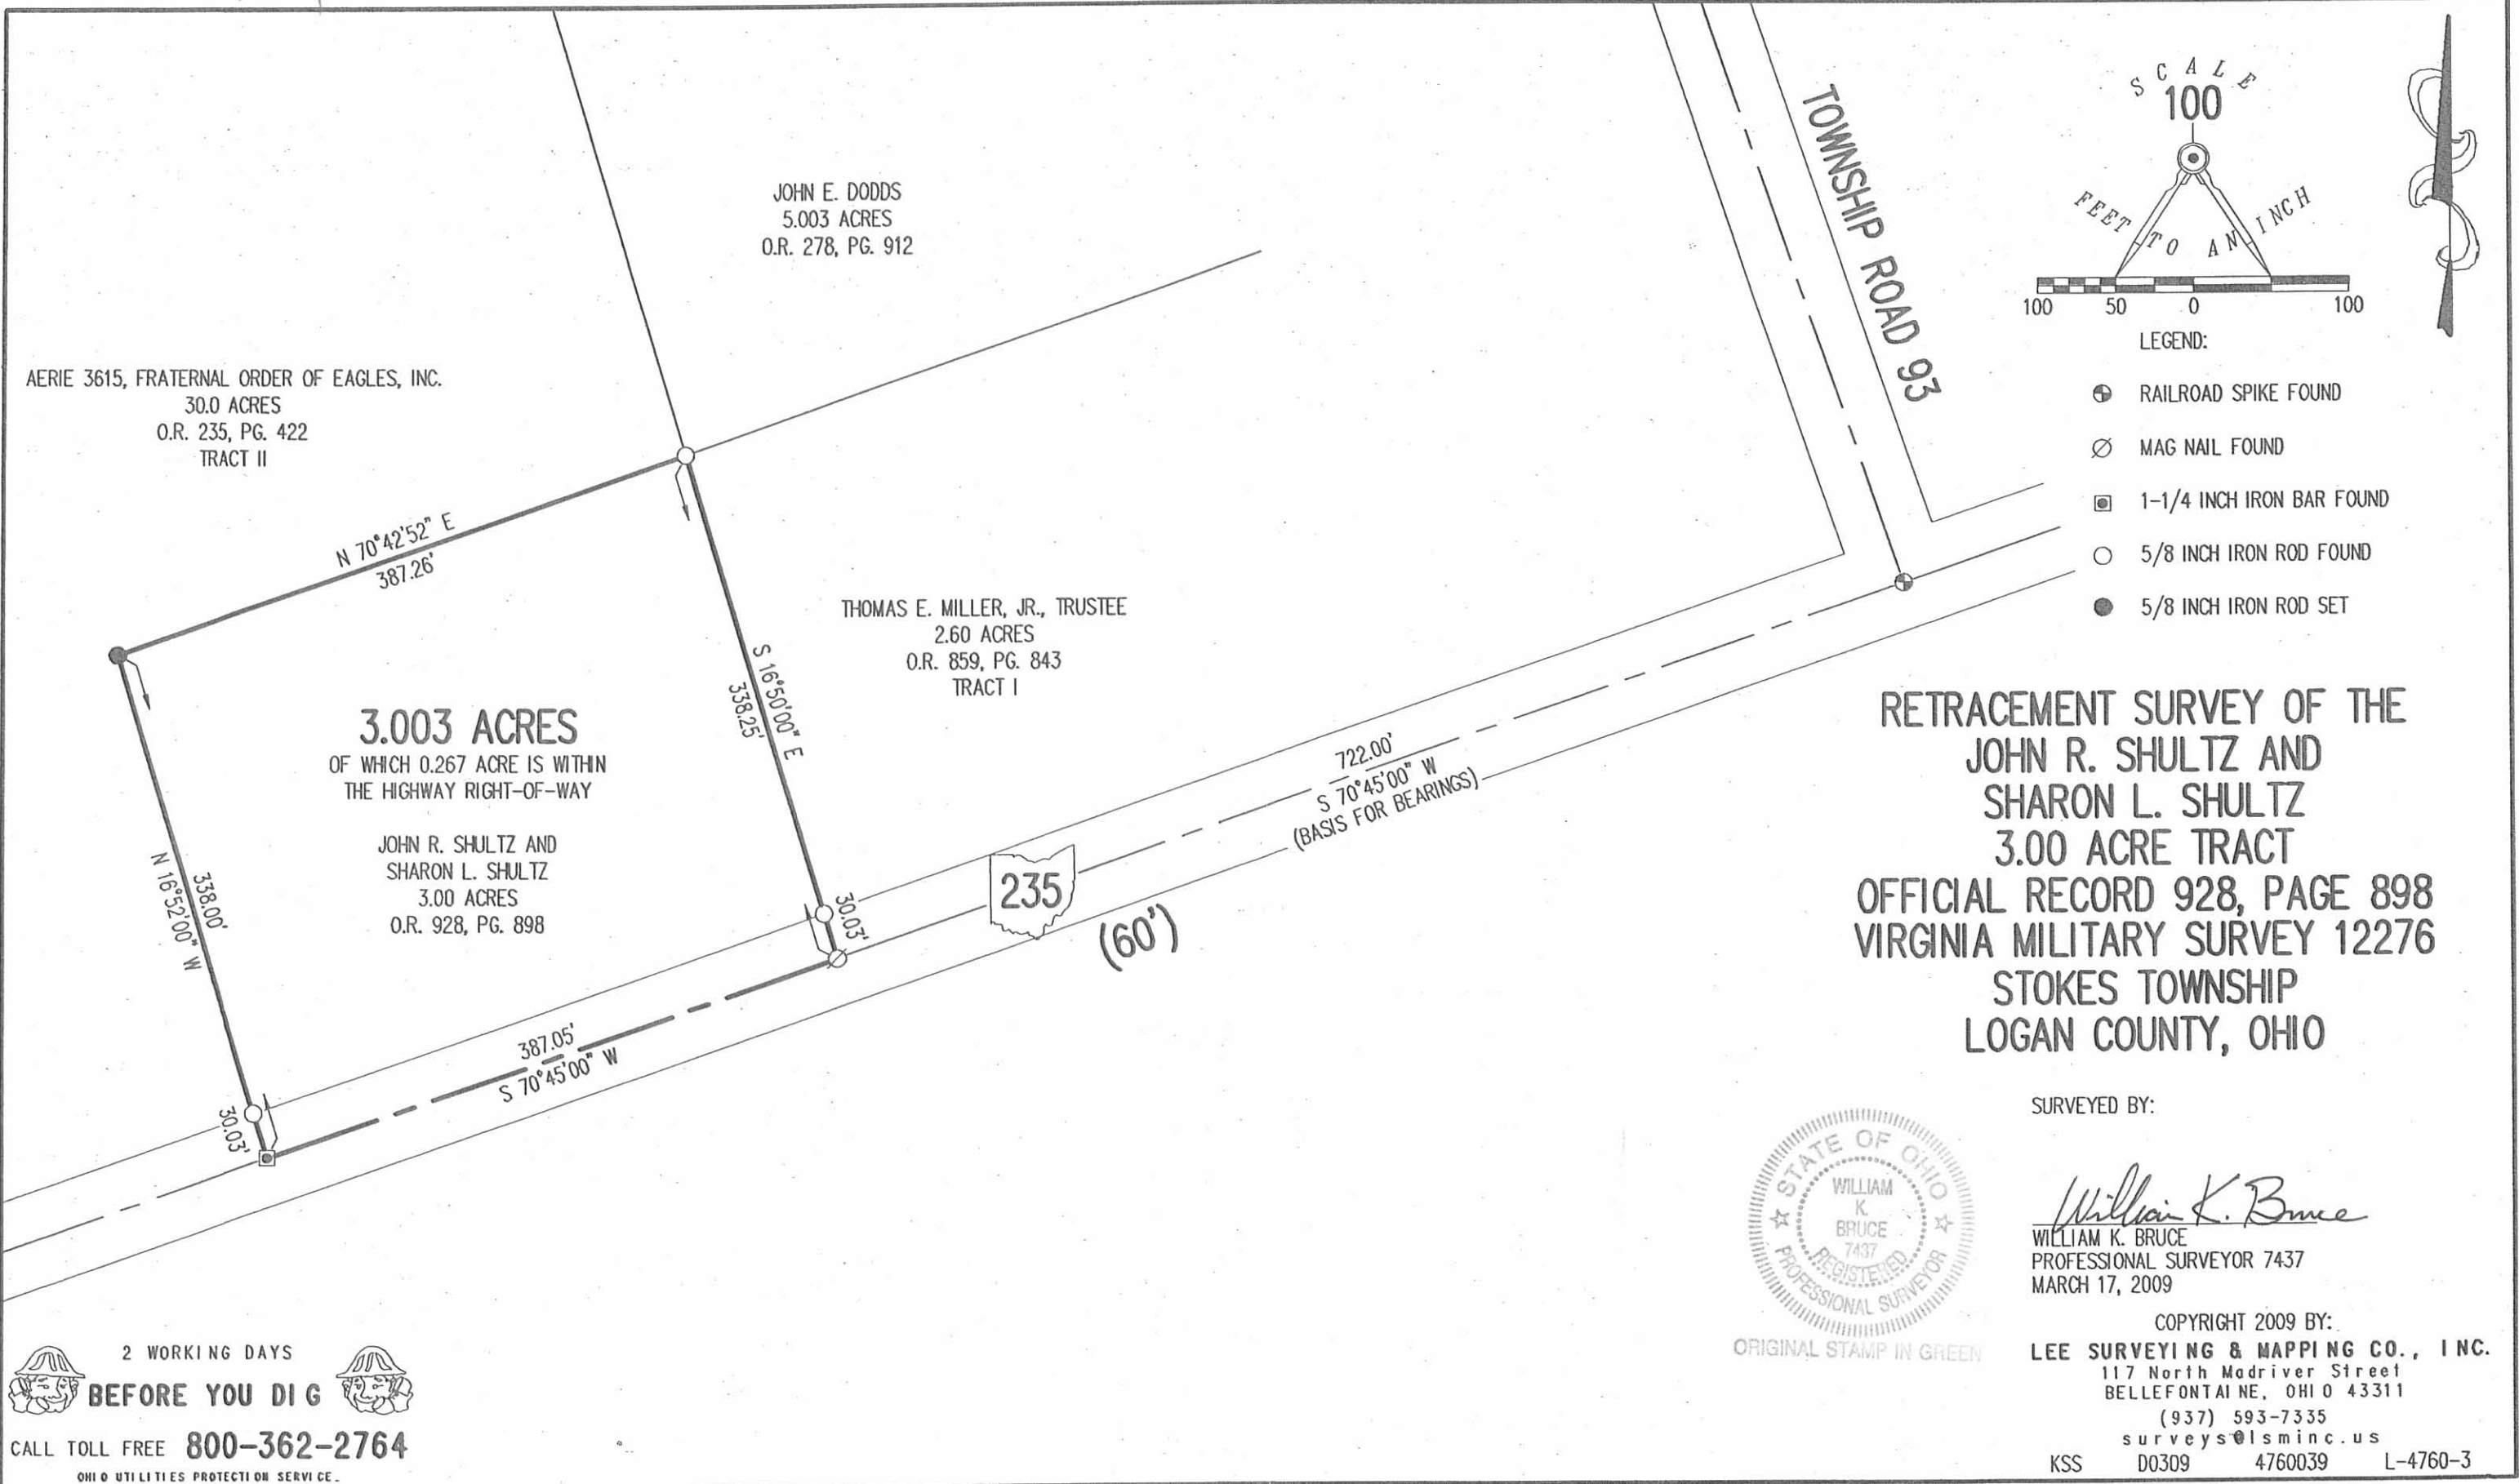 JOHN E. DODDS
5.003 ACRES
O.R. 278, PG. 912
AERIE 3615, FRATERNAL ORDER OF EAGLES, INC.
30.0 ACRES
O.R. 235, PG. 422
TRACT II
N 70°42'52" E
387.26'
THOMAS E. MILLER, JR., TRUSTEE
2.60 ACRES
O.R. 859, PG. 843
TRACT I
S 16°50'00" E
338.25'
3.003 ACRES
OF WHICH 0.267 ACRE IS WITHIN
THE HIGHWAY RIGHT-OF-WAY
JOHN R. SHULTZ AND
SHARON L. SHULTZ
3.00 ACRES
O.R. 928, PG. 898
338.00'
N 16°52'00" W
30.03'
30.03'
387.05'
S 70°45'00" W
235
(60')
722.00'
S 70°45'00" W
(BASIS FOR BEARINGS)
TOWNSHIP ROAD 93
SCALE
100
FEET TO AN INCH
100 50 0 100
LEGEND:
RAILROAD SPIKE FOUND
MAG NAIL FOUND
1-1/4 INCH IRON BAR FOUND
5/8 INCH IRON ROD FOUND
5/8 INCH IRON ROD SET
RETRACEMENT SURVEY OF THE
JOHN R. SHULTZ AND
SHARON L. SHULTZ
3.00 ACRE TRACT
OFFICIAL RECORD 928, PAGE 898
VIRGINIA MILITARY SURVEY 12276
STOKES TOWNSHIP
LOGAN COUNTY, OHIO
SURVEYED BY:
William K. Bruce
WILLIAM K. BRUCE
PROFESSIONAL SURVEYOR 7437
MARCH 17, 2009
STATE OF OHIO
WILLIAM
K.
BRUCE
7437
REGISTERED
PROFESSIONAL SURVEYOR
ORIGINAL STAMP IN GREEN
COPYRIGHT 2009 BY:
LEE SURVEYING & MAPPING CO., INC.
117 North Madriver Street
BELLEFONTAINE, OHIO 43311
(937) 593-7335
surveys@lsminc.us
KSS D0309 4760039 L-4760-3
2 WORKING DAYS
BEFORE YOU DIG
CALL TOLL FREE 800-362-2764
OHIO UTILITIES PROTECTION SERVICE.